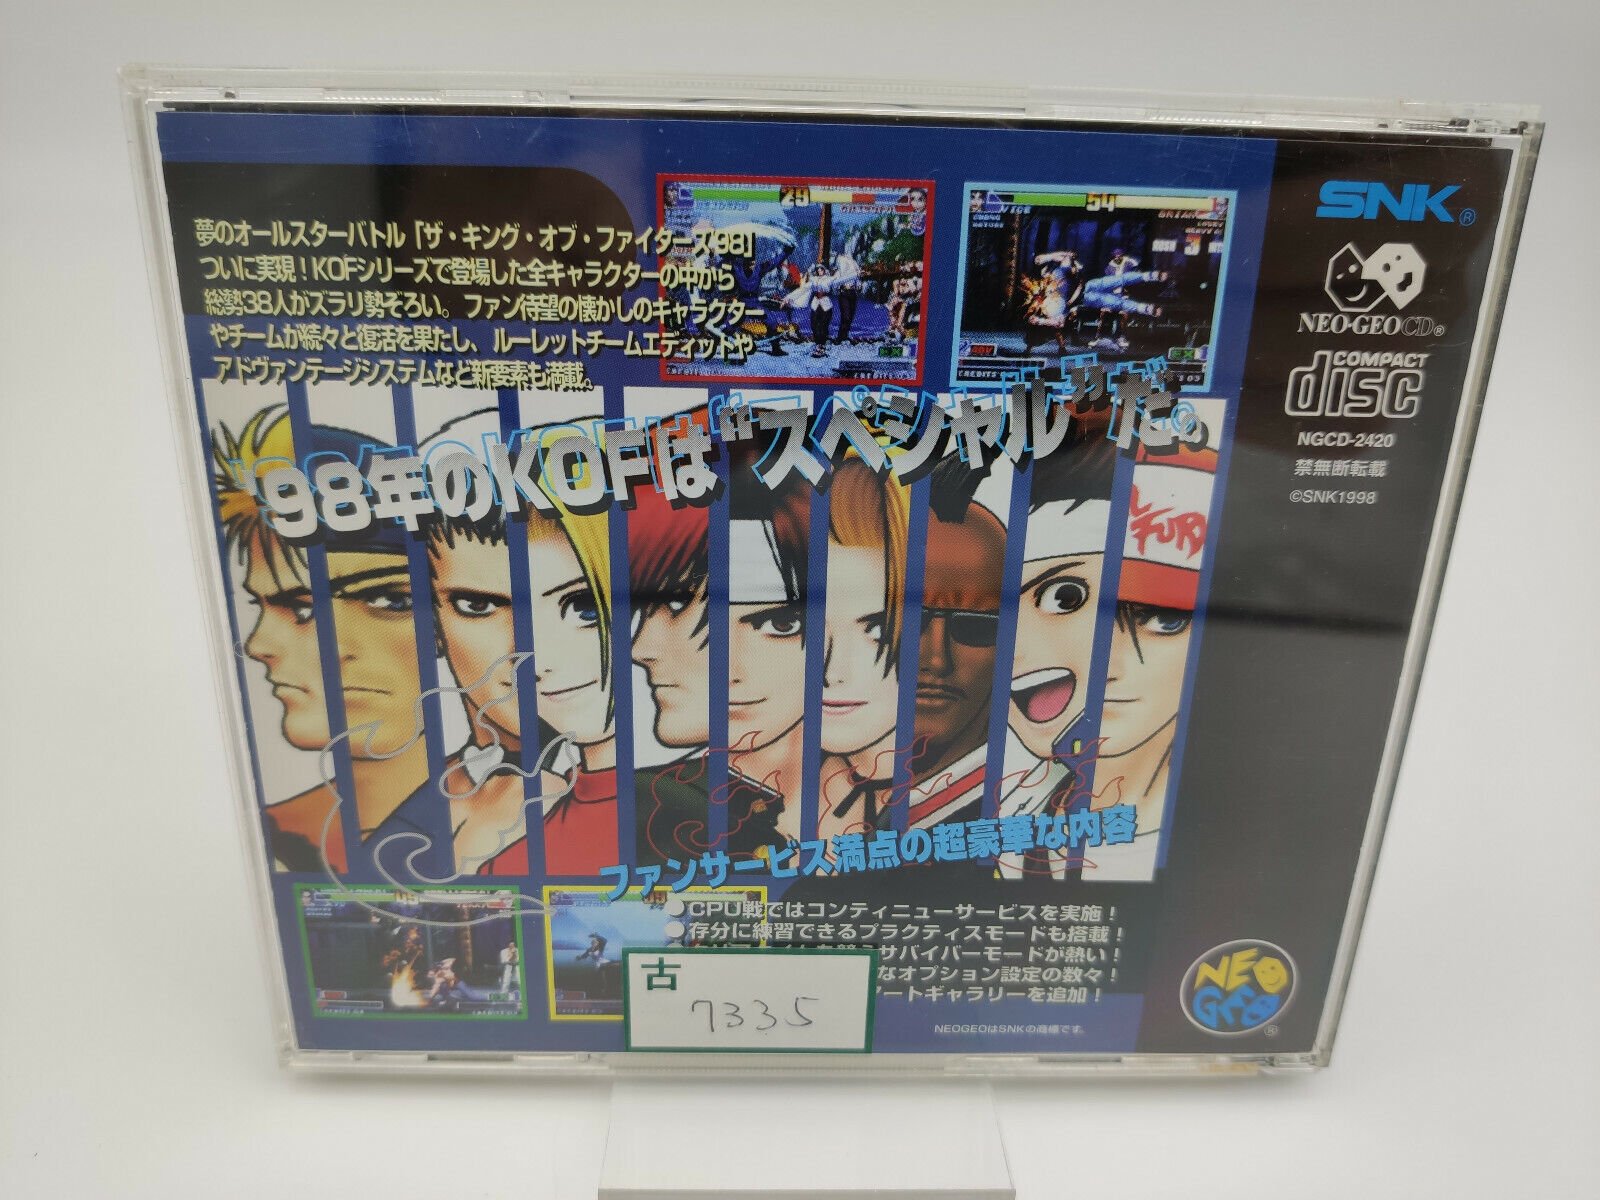 夢のオールスターバトル「ザ・キング・オブ・ファイターズ'98」
ついに実現！KOFシリーズで登場した全キャラクターの中から
総勢38人がズラリ勢ぞろい。ファン待望の懐かしのキャラクター
やチームが続々と復活を果たし、ルーレットチームエディットや
アドヴァンテージシステムなど新要素も満載。
29
54
SNK®
NEO・GEO CD®
COMPACT
disc
NGCD-2420
禁無断転載
©SNK1998
'98年のKOFは“スペシャル”だ。
FURY
ファンサービス満点の超豪華な内容
●CPU戦ではコンティニューサービスを実施！
●存分に練習できるプラクティスモードも搭載！
サバイバーモードが熱い！
なオプション設定の数々！
アートギャラリーを追加！
古
7335
NEOGEOはSNKの商標です。
NEO
GEO®